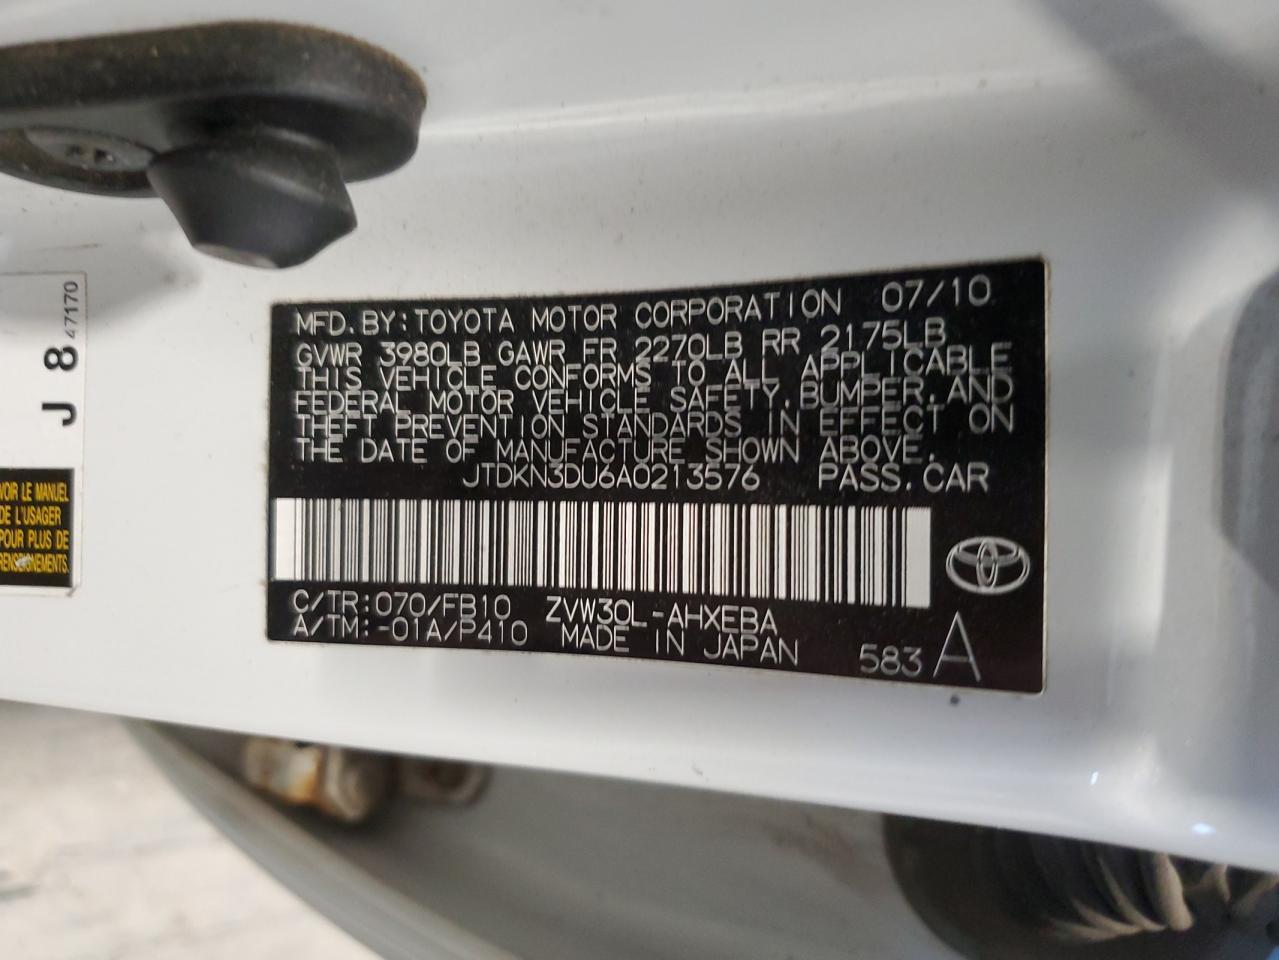 MFD. BY: TOYOTA MOTOR CORPORATION 07/10
GVWR 3980LB GAWR FR 2270LB RR 2175LB
THIS VEHICLE CONFORMS TO ALL APPLICABLE
FEDERAL MOTOR VEHICLE SAFETY, BUMPER, AND
THEFT PREVENTION STANDARDS IN EFFECT ON
THE DATE OF MANUFACTURE SHOWN ABOVE.
JTDKN3DU6A0213576 PASS. CAR
C/TR: 070/FB10 ZVW30L-AHXEBA
A/TM: -01A/P410 MADE IN JAPAN 583 A
J 8 47170
VOIR LE MANUEL
DE L'USAGER
POUR PLUS DE
RENSEIGNEMENTS.